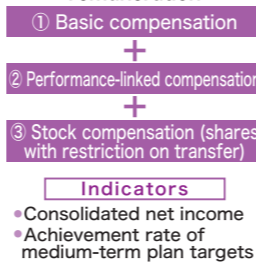 ① Basic compensation
+
② Performance-linked compensation
+
③ Stock compensation (shares
with restriction on transfer)
Indicators
•Consolidated net income
•Achievement rate of
medium-term plan targets